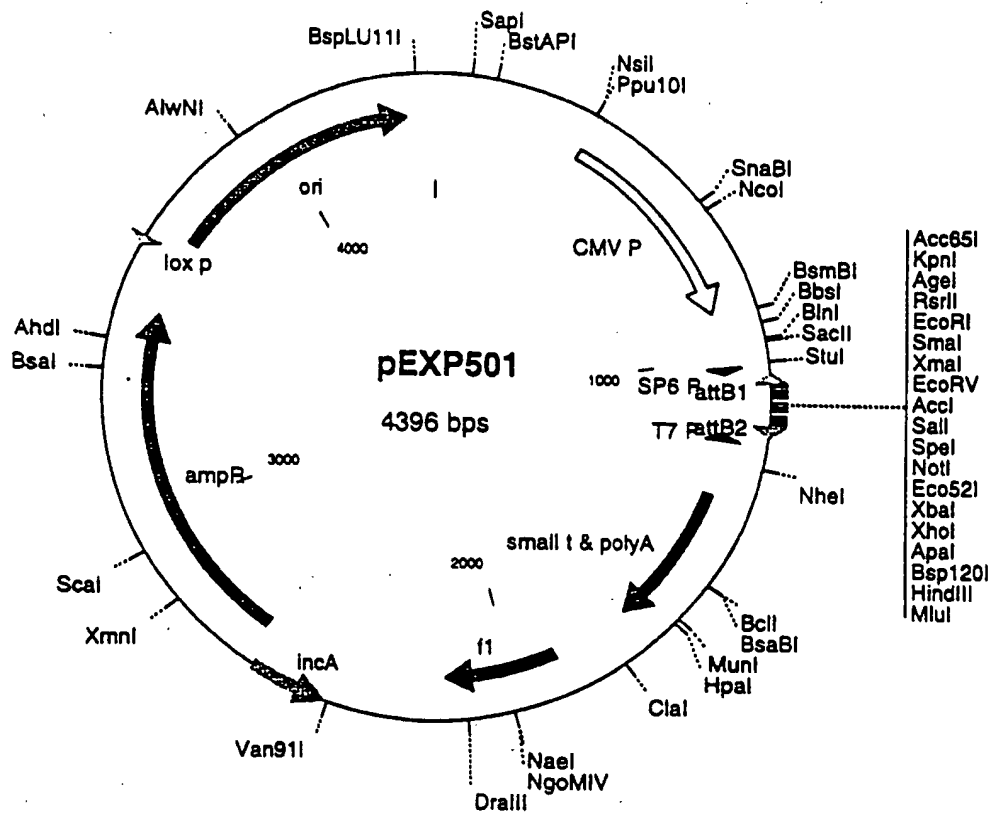 SapI
BspLU11I
BstAPI
NsiI
Ppu10I
AlwNI
SnaBI
NcoI
ori
4000
CMV P
lox p
BsmBI
BbsI
BlnI
SacII
StuI
AhdI
BsaI
pEXP501
4396 bps
1000
SP6 P
attB1
T7 P
attB2
Acc65I
KpnI
AgeI
RsrII
EcoRI
SmaI
XmaI
EcoRV
AccI
SalI
SpeI
NotI
Eco52I
XbaI
XhoI
ApaI
Bsp120I
HindIII
MluI
NheI
3000
ampR
small t & polyA
2000
ScaI
XmnI
BclI
BsaBI
MunI
HpaI
f1
incA
ClaI
Van91I
NaeI
NgoMIV
DraIII